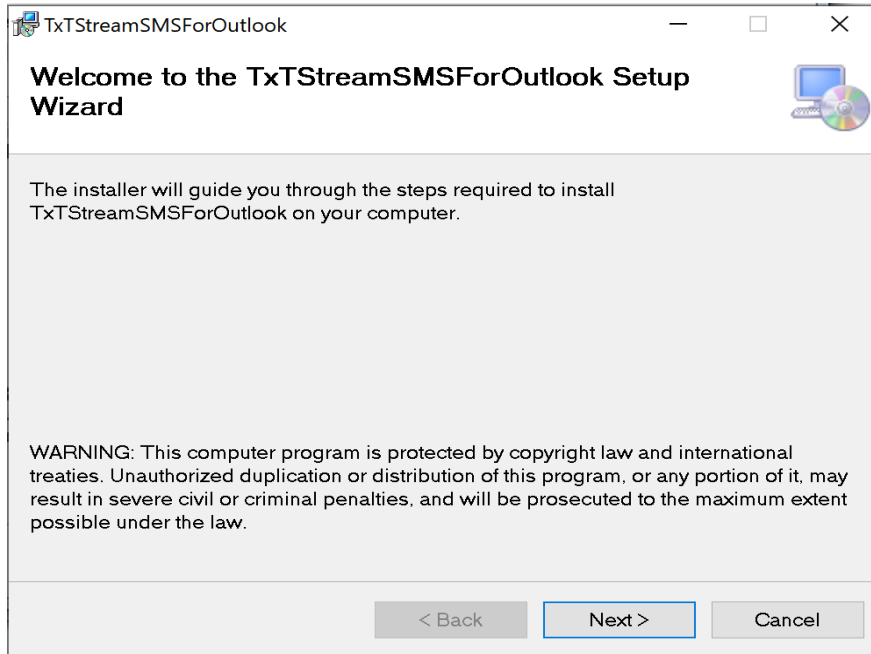 TxTStreamSMSForOutlook
Welcome to the TxTStreamSMSForOutlook Setup
Wizard
The installer will guide you through the steps required to install
TxTStreamSMSForOutlook on your computer.
WARNING: This computer program is protected by copyright law and international
treaties. Unauthorized duplication or distribution of this program, or any portion of it, may
result in severe civil or criminal penalties, and will be prosecuted to the maximum extent
possible under the law.
< Back Next > Cancel